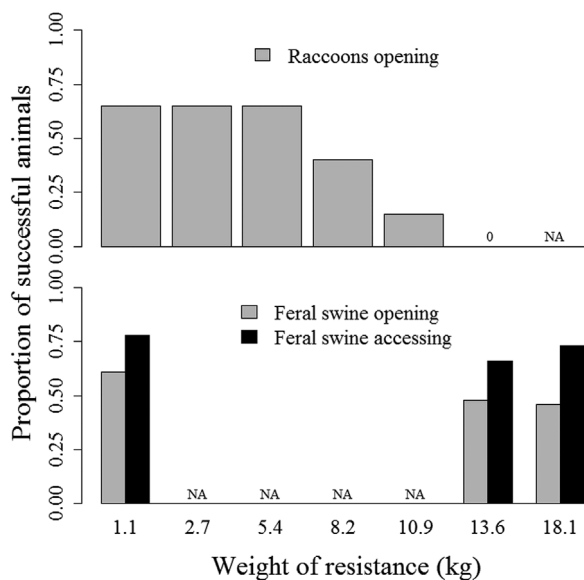 Proportion of successful animals
1.00
0.75
0.50
0.25
0.00
Raccoons opening
0 NA
1.00
0.75
0.50
0.25
0.00
Feral swine opening
Feral swine accessing
NA NA NA NA
1.1 2.7 5.4 8.2 10.9 13.6 18.1
Weight of resistance (kg)